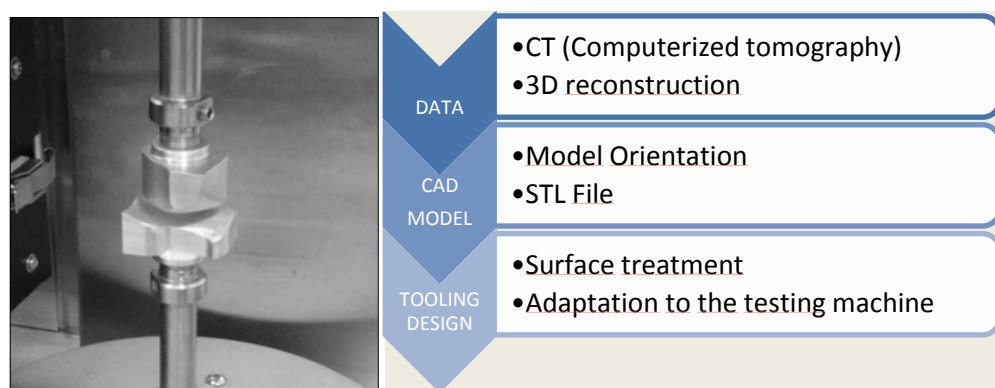 DATA
•CT (Computerized tomography)
•3D reconstruction
CAD
MODEL
•Model Orientation
•STL File
TOOLING
DESIGN
•Surface treatment
•Adaptation to the testing machine